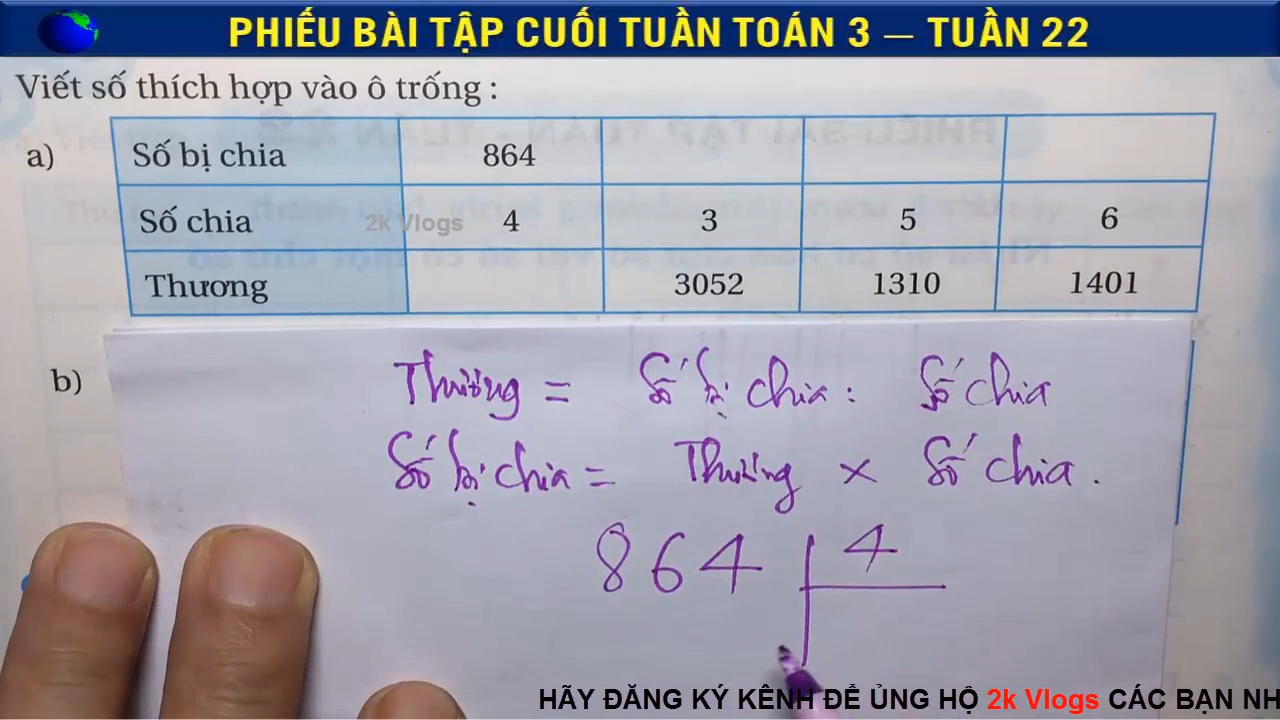 PHIẾU BÀI TẬP CUỐI TUẦN TOÁN 3 — TUẦN 22
Viết số thích hợp vào ô trống :
a) Số bị chia 864
Số chia 4 3 5 6
2k Vlogs
Thương 3052 1310 1401
b)
Thương = Số bị chia : Số chia
Số bị chia = Thương × Số chia .
864 4
HÃY ĐĂNG KÝ KÊNH ĐỂ ỦNG HỘ 2k Vlogs CÁC BẠN NH